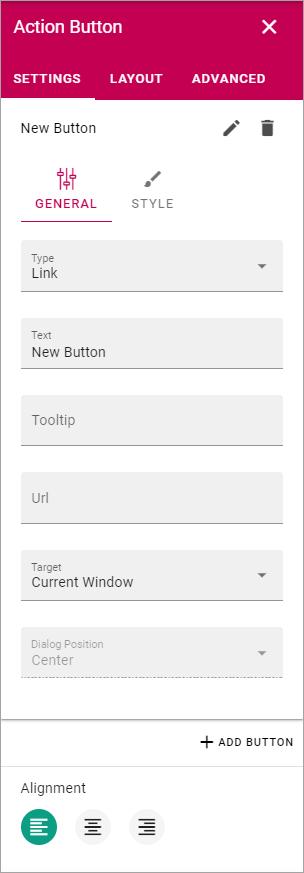 Action Button
SETTINGS LAYOUT ADVANCED
New Button
GENERAL STYLE
Type
Link
Text
New Button
Tooltip
Url
Target
Current Window
Dialog Position
Center
ADD BUTTON
Alignment